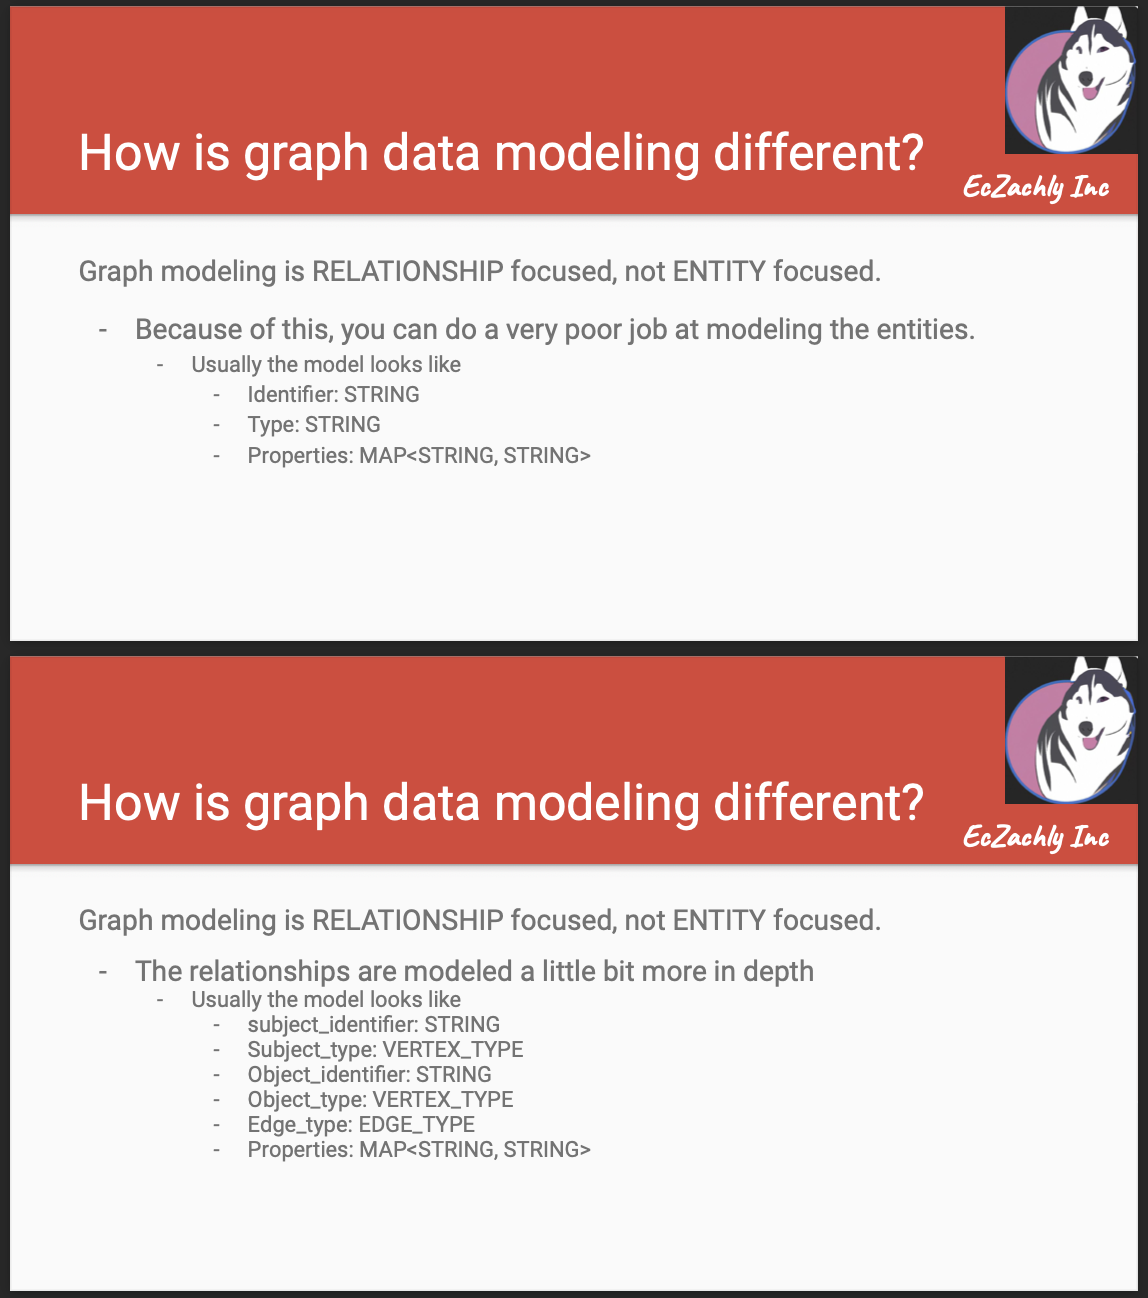 How is graph data modeling different?
EcZachly Inc
Graph modeling is RELATIONSHIP focused, not ENTITY focused.
- Because of this, you can do a very poor job at modeling the entities.
- Usually the model looks like
- Identifier: STRING
- Type: STRING
- Properties: MAP<STRING, STRING>
How is graph data modeling different?
EcZachly Inc
Graph modeling is RELATIONSHIP focused, not ENTITY focused.
- The relationships are modeled a little bit more in depth
- Usually the model looks like
- subject_identifier: STRING
- Subject_type: VERTEX_TYPE
- Object_identifier: STRING
- Object_type: VERTEX_TYPE
- Edge_type: EDGE_TYPE
- Properties: MAP<STRING, STRING>